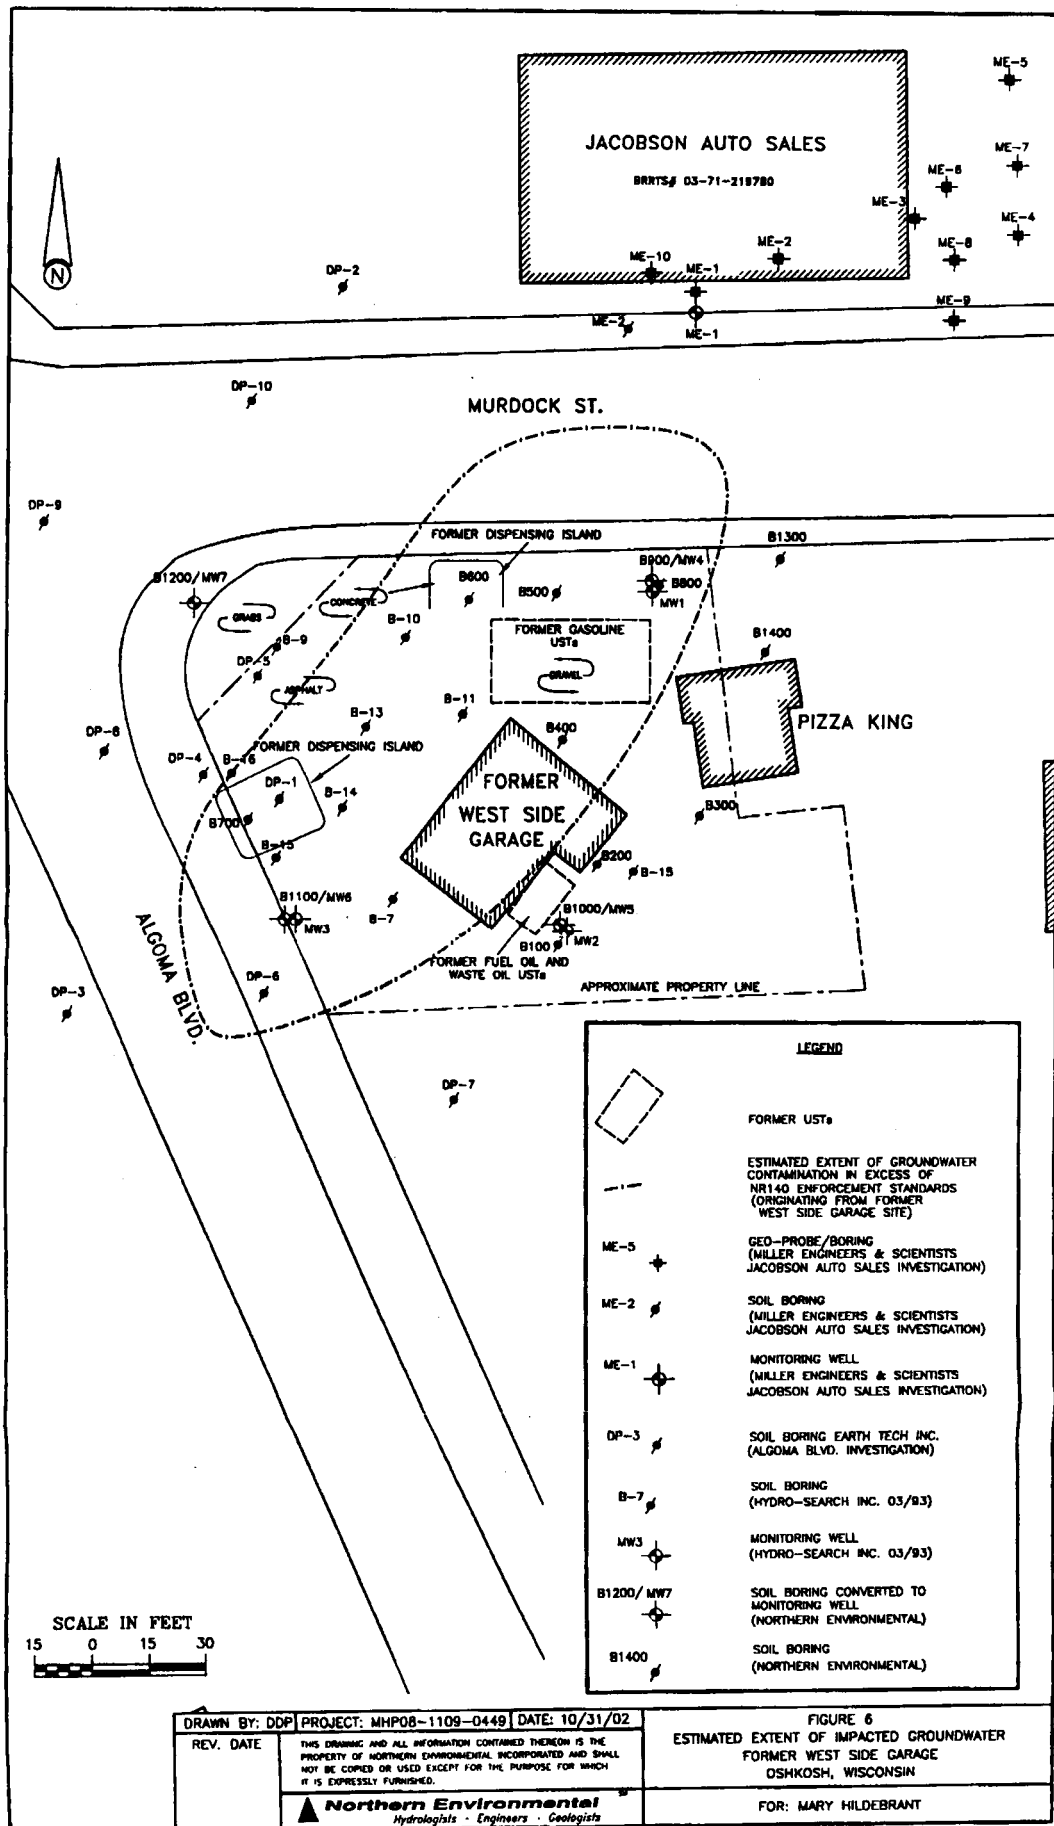 ME-5
JACOBSON AUTO SALES
BRRTS# 03-71-219780
ME-7
ME-6
ME-3
ME-4
ME-8
ME-2
ME-10
ME-1
DP-2
ME-9
ME-2
ME-1
DP-10
MURDOCK ST.
DP-9
FORMER DISPENSING ISLAND
B1300
B900/MW4
B1200/MW7
B600
B500
B800
MW1
CONCRETE
GRASS
B-10
FORMER GASOLINE
USTs
B1400
B-9
DP-5
GRAVEL
ASPHALT
B-11
B-13
PIZZA KING
DP-6
FORMER DISPENSING ISLAND
B400
DP-4
B-16
FORMER
WEST SIDE
GARAGE
DP-1
B-14
B300
B700
B-15
B200
B-15
B1100/MW6
B-7
B1000/MW5
MW3
B100
MW2
ALGOMA BLVD.
FORMER FUEL OIL AND
WASTE OIL USTs
DP-6
DP-3
APPROXIMATE PROPERTY LINE
DP-7
LEGEND
FORMER USTs
ESTIMATED EXTENT OF GROUNDWATER
CONTAMINATION IN EXCESS OF
NR140 ENFORCEMENT STANDARDS
(ORIGINATING FROM FORMER
WEST SIDE GARAGE SITE)
ME-5
GEO-PROBE/BORING
(MILLER ENGINEERS & SCIENTISTS
JACOBSON AUTO SALES INVESTIGATION)
ME-2
SOIL BORING
(MILLER ENGINEERS & SCIENTISTS
JACOBSON AUTO SALES INVESTIGATION)
ME-1
MONITORING WELL
(MILLER ENGINEERS & SCIENTISTS
JACOBSON AUTO SALES INVESTIGATION)
DP-3
SOIL BORING EARTH TECH INC.
(ALGOMA BLVD. INVESTIGATION)
B-7
SOIL BORING
(HYDRO-SEARCH INC. 03/93)
MW3
MONITORING WELL
(HYDRO-SEARCH INC. 03/93)
B1200/ MW7
SOIL BORING CONVERTED TO
MONITORING WELL
(NORTHERN ENVIRONMENTAL)
B1400
SOIL BORING
(NORTHERN ENVIRONMENTAL)
N
SCALE IN FEET
15 0 15 30
DRAWN BY: DDP PROJECT: MHP08-1109-0449 DATE: 10/31/02
REV. DATE
THIS DRAWING AND ALL INFORMATION CONTAINED THEREON IS THE
PROPERTY OF NORTHERN ENVIRONMENTAL INCORPORATED AND SHALL
NOT BE COPIED OR USED EXCEPT FOR THE PURPOSE FOR WHICH
IT IS EXPRESSLY FURNISHED.
Northern Environmental
Hydrologists · Engineers · Geologists
FIGURE 6
ESTIMATED EXTENT OF IMPACTED GROUNDWATER
FORMER WEST SIDE GARAGE
OSHKOSH, WISCONSIN
FOR: MARY HILDEBRANT